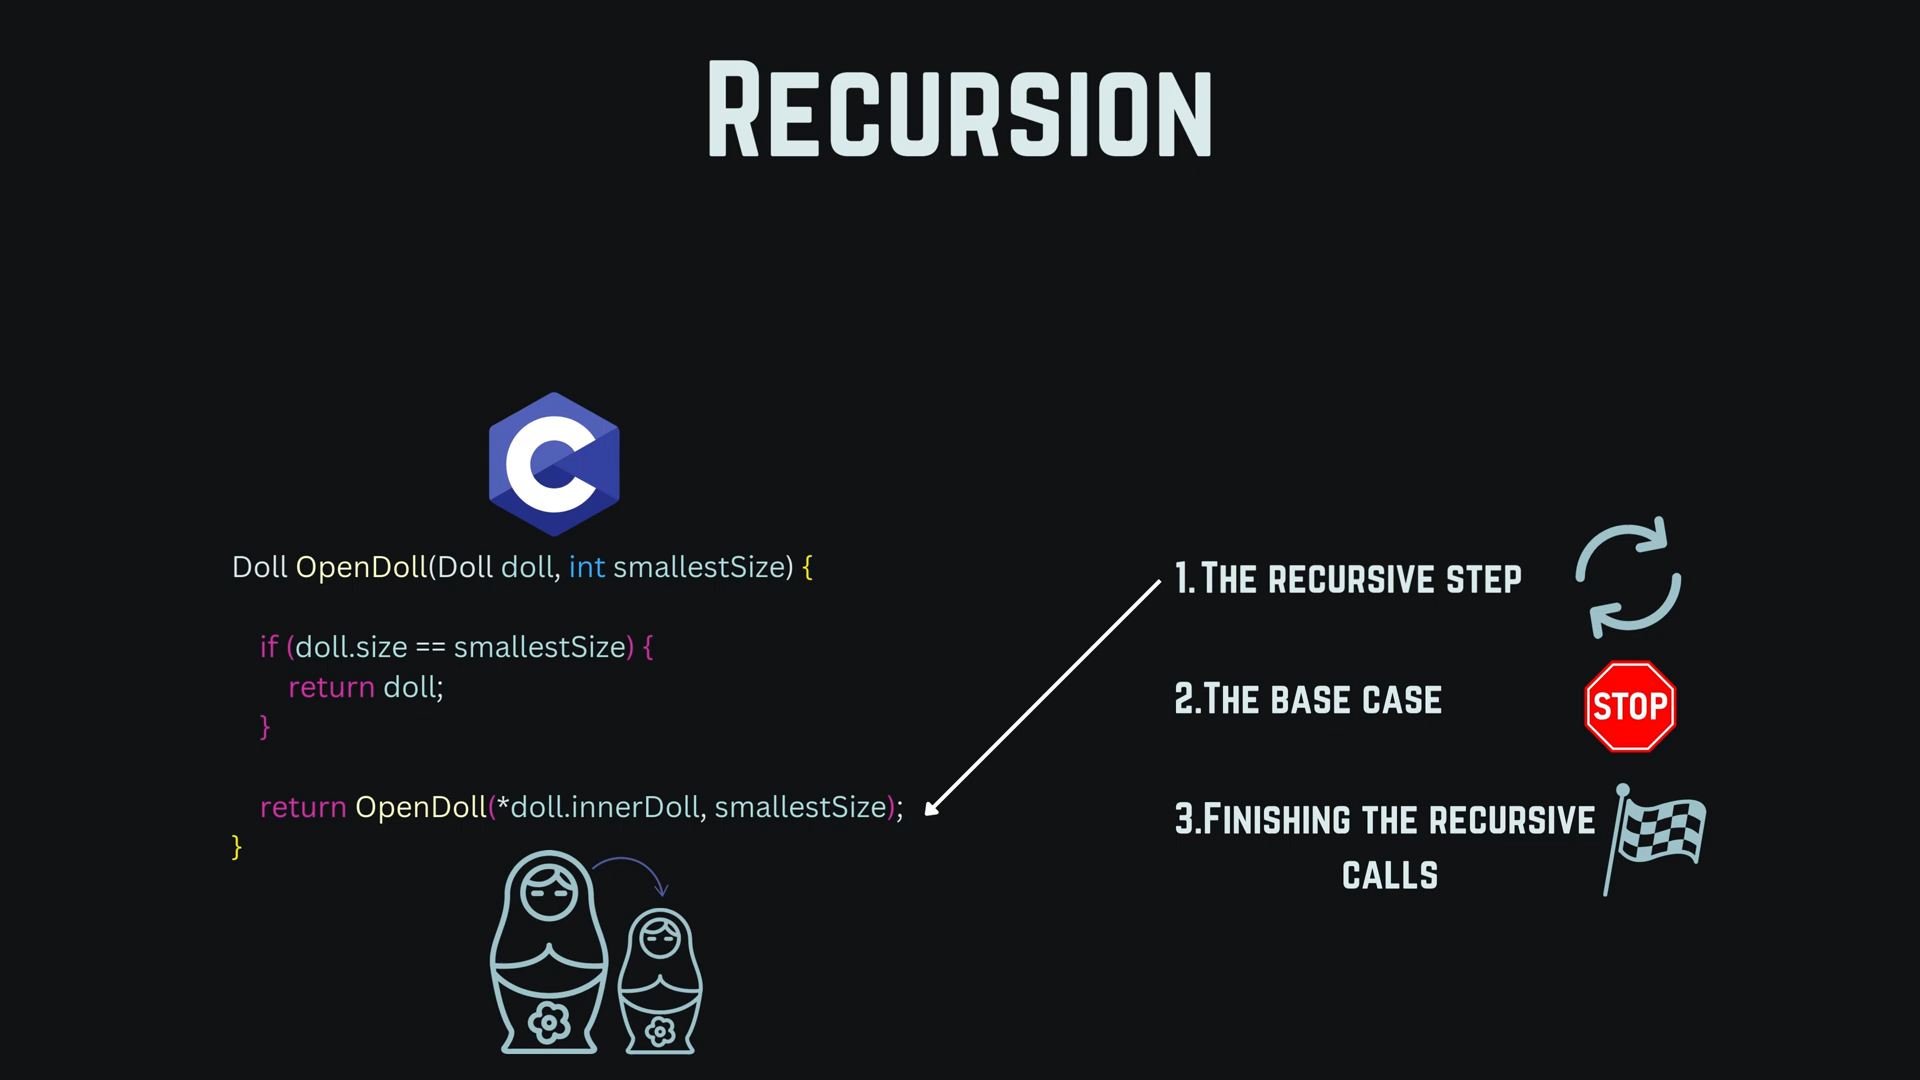 RECURSION
C
Doll OpenDoll(Doll doll, int smallestSize) {
if (doll.size == smallestSize) {
return doll;
}
return OpenDoll(*doll.innerDoll, smallestSize);
}
1. THE RECURSIVE STEP
2.THE BASE CASE
STOP
3.FINISHING THE RECURSIVE
CALLS